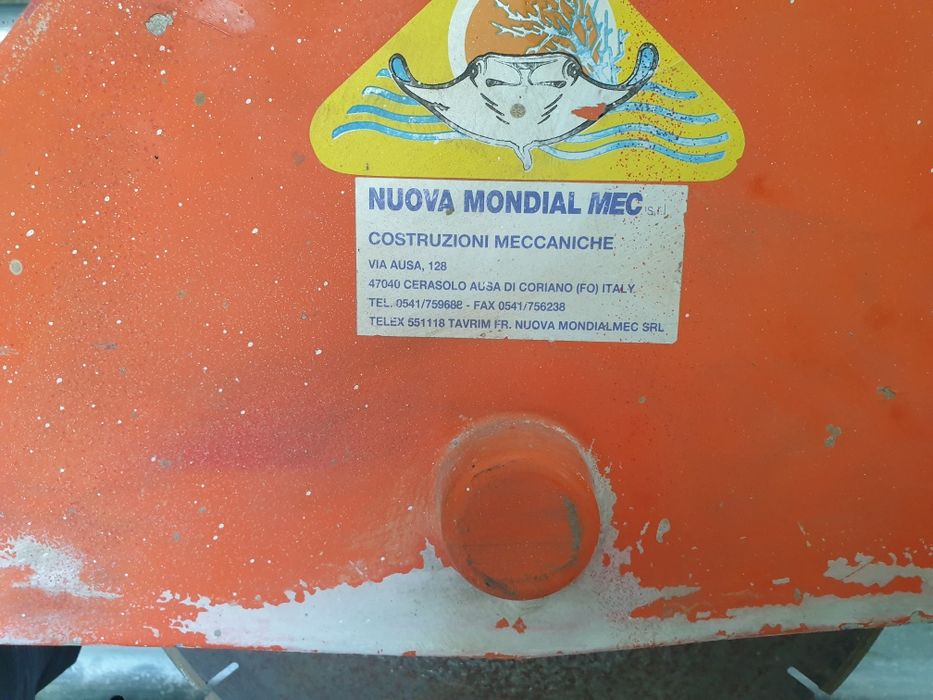 NUOVA MONDIAL MEC s.r.l.
COSTRUZIONI MECCANICHE
VIA AUSA, 128
47040 CERASOLO AUSA DI CORIANO (FO) ITALY
TEL. 0541/759688 - FAX 0541/756238
TELEX 551118 TAVRIM FR. NUOVA MONDIALMEC SRL